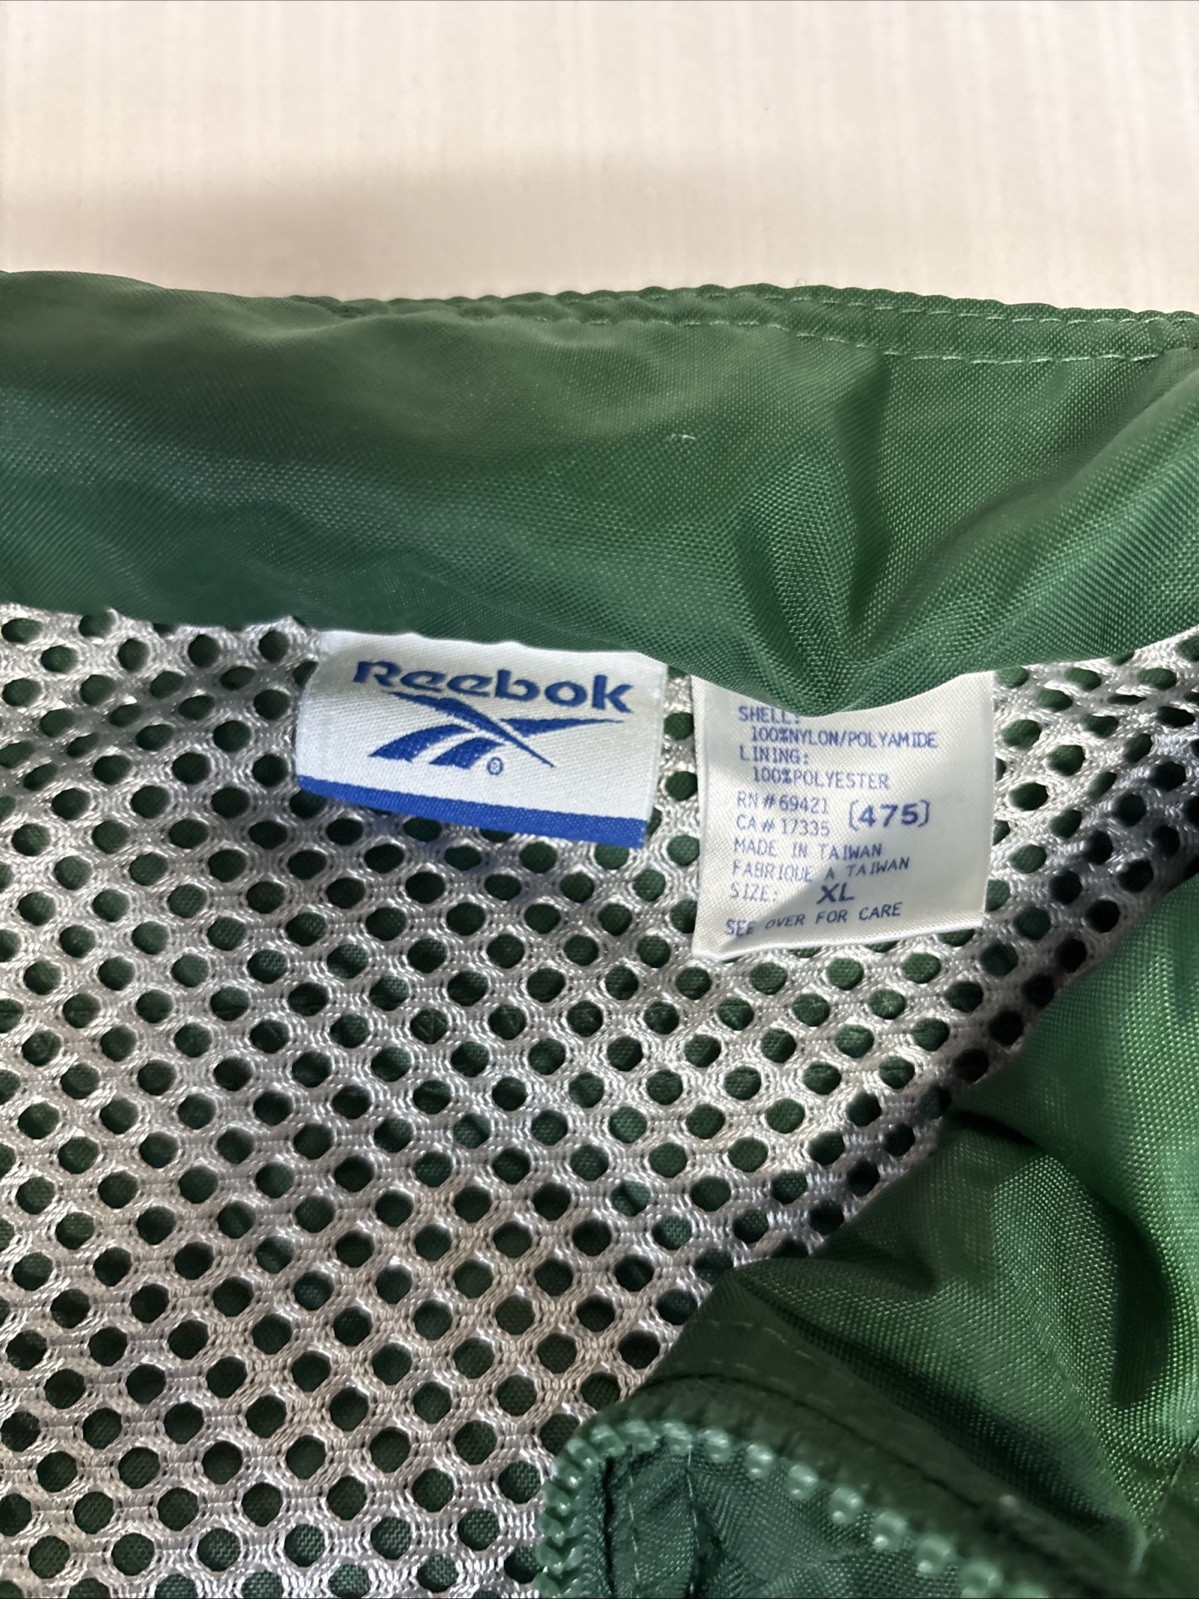 Reebok
®
SHELL:
100%NYLON/POLYAMIDE
LINING:
100%POLYESTER
RN#69421
CA#17335 (475)
MADE IN TAIWAN
FABRIQUE A TAIWAN
SIZE: XL
SEE OVER FOR CARE